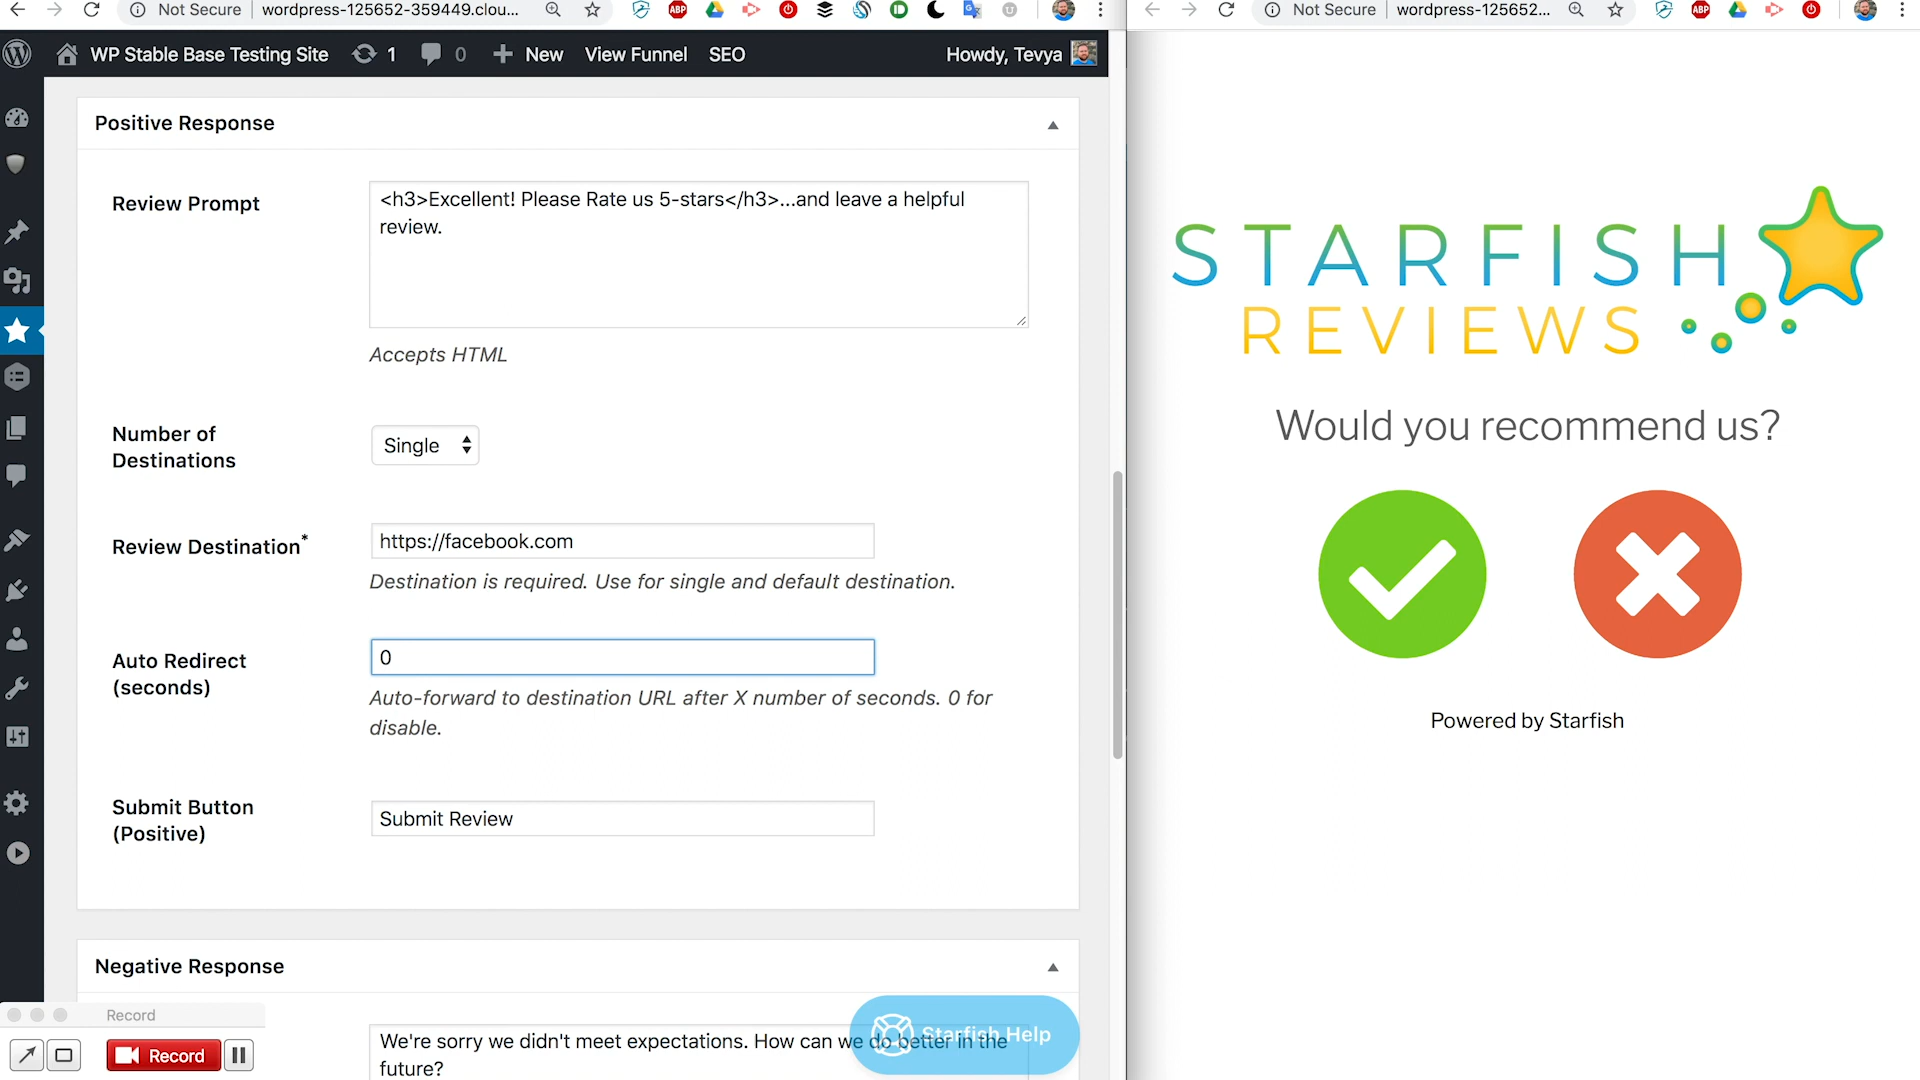 Not Secure
wordpress-125652-359449.clou...
ABP
Not Secure
wordpress-125652...
ABP
WP Stable Base Testing Site
1
0
New
View Funnel
SEO
Howdy, Tevya
Positive Response
Review Prompt
<h3>Excellent! Please Rate us 5-stars</h3>...and leave a helpful
review.
Accepts HTML
Number of
Destinations
Single
Review Destination*
https://facebook.com
Destination is required. Use for single and default destination.
Auto Redirect
(seconds)
0
Auto-forward to destination URL after X number of seconds. 0 for
disable.
Submit Button
(Positive)
Submit Review
Negative Response
We're sorry we didn't meet expectations. How can we do better in the
future?
Starfish Help
Record
Record
STARFISH
REVIEWS
Would you recommend us?
Powered by Starfish